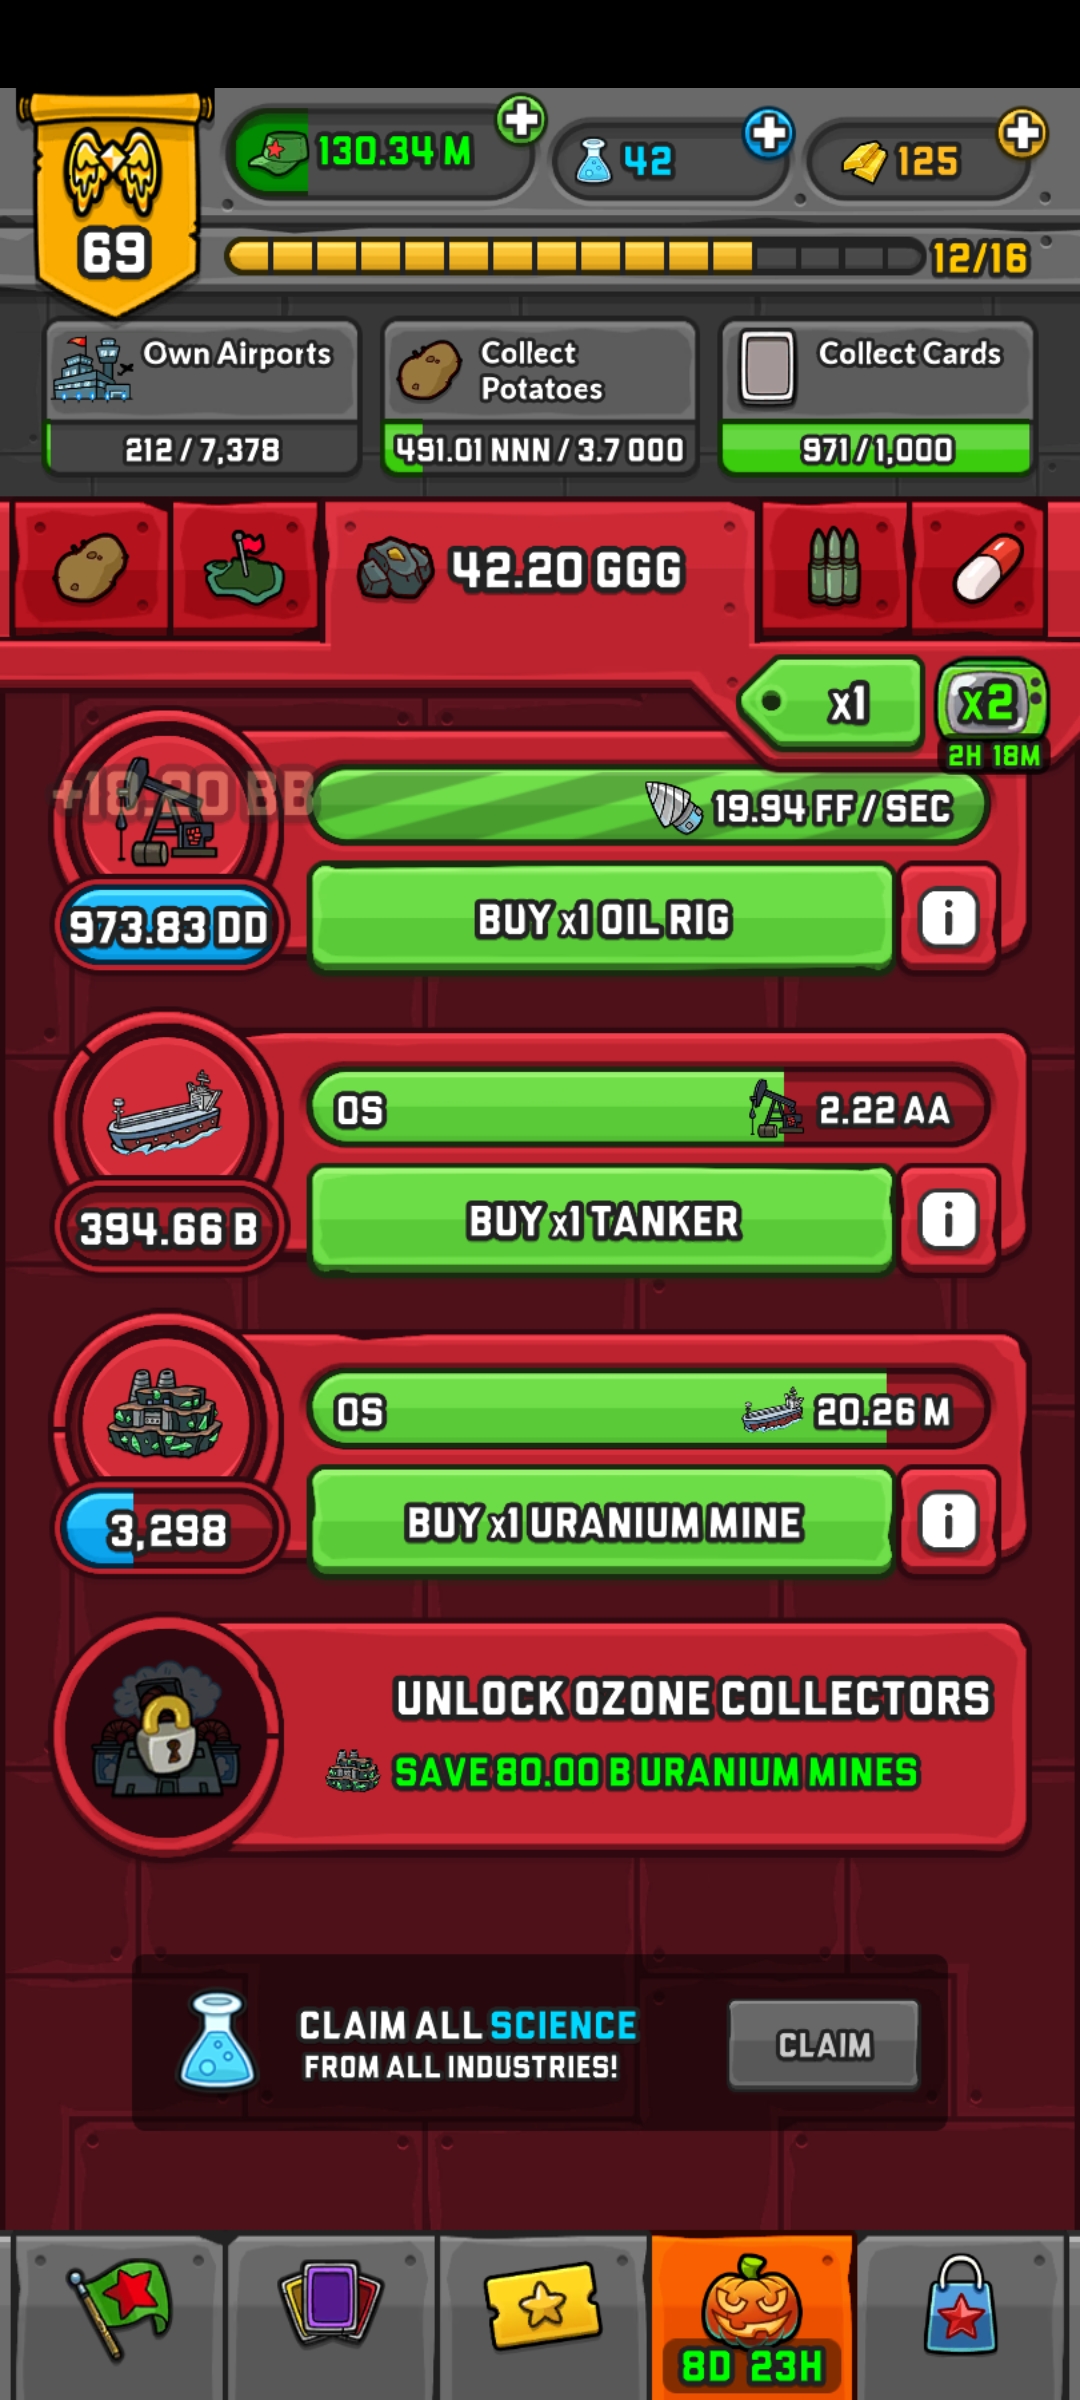 130.34 M
42
125
69
12/16
Own Airports
212 / 7,378
Collect
Potatoes
491.01 NNN / 3.7 OOO
Collect Cards
971 / 1,000
42.20 GGG
x1
x2
2H 18M
+18.20 BB
19.94 FF / SEC
973.83 DD
BUY x1 OIL RIG
i
0S
2.22 AA
394.66 B
BUY x1 TANKER
i
0S
20.26 M
3,298
BUY x1 URANIUM MINE
i
UNLOCK OZONE COLLECTORS
SAVE 80.00 B URANIUM MINES
CLAIM ALL SCIENCE
FROM ALL INDUSTRIES!
CLAIM
8D 23H